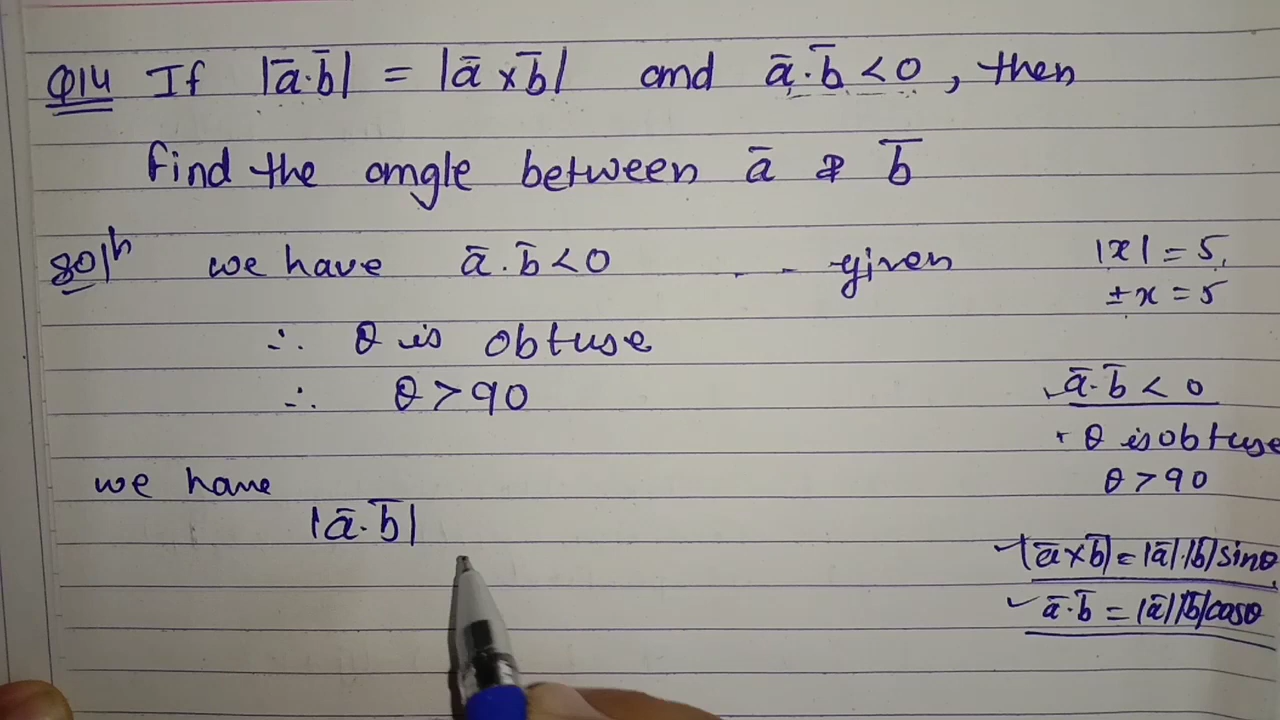 Q14 If |a̅·b̅| = |a̅×b̅| and a̅·b̅ < 0, then
find the angle between a̅ & b̅
Solⁿ we have a̅·b̅ < 0 - - given
∴ θ is obtuse
∴ θ > 90
we have
|a̅·b̅|
|x| = 5,
±x = 5
a̅·b̅ < 0
θ is obtuse
θ > 90
|a̅×b̅| = |a̅|·|b̅| sinθ
a̅·b̅ = |a̅||b̅| cosθ